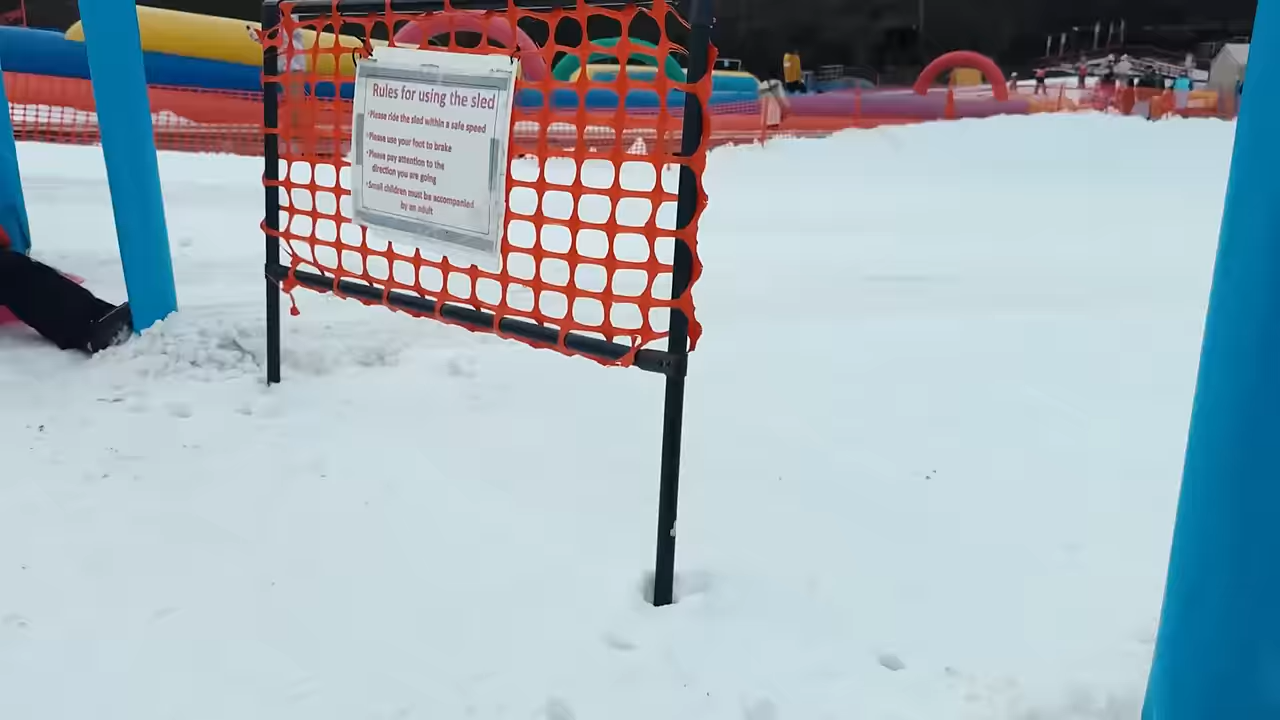 Rules for using the sled
•Please ride the sled within a safe speed
•Please use your foot to brake
•Please pay attention to the
direction you are going
•Small children must be accompanied
by an adult